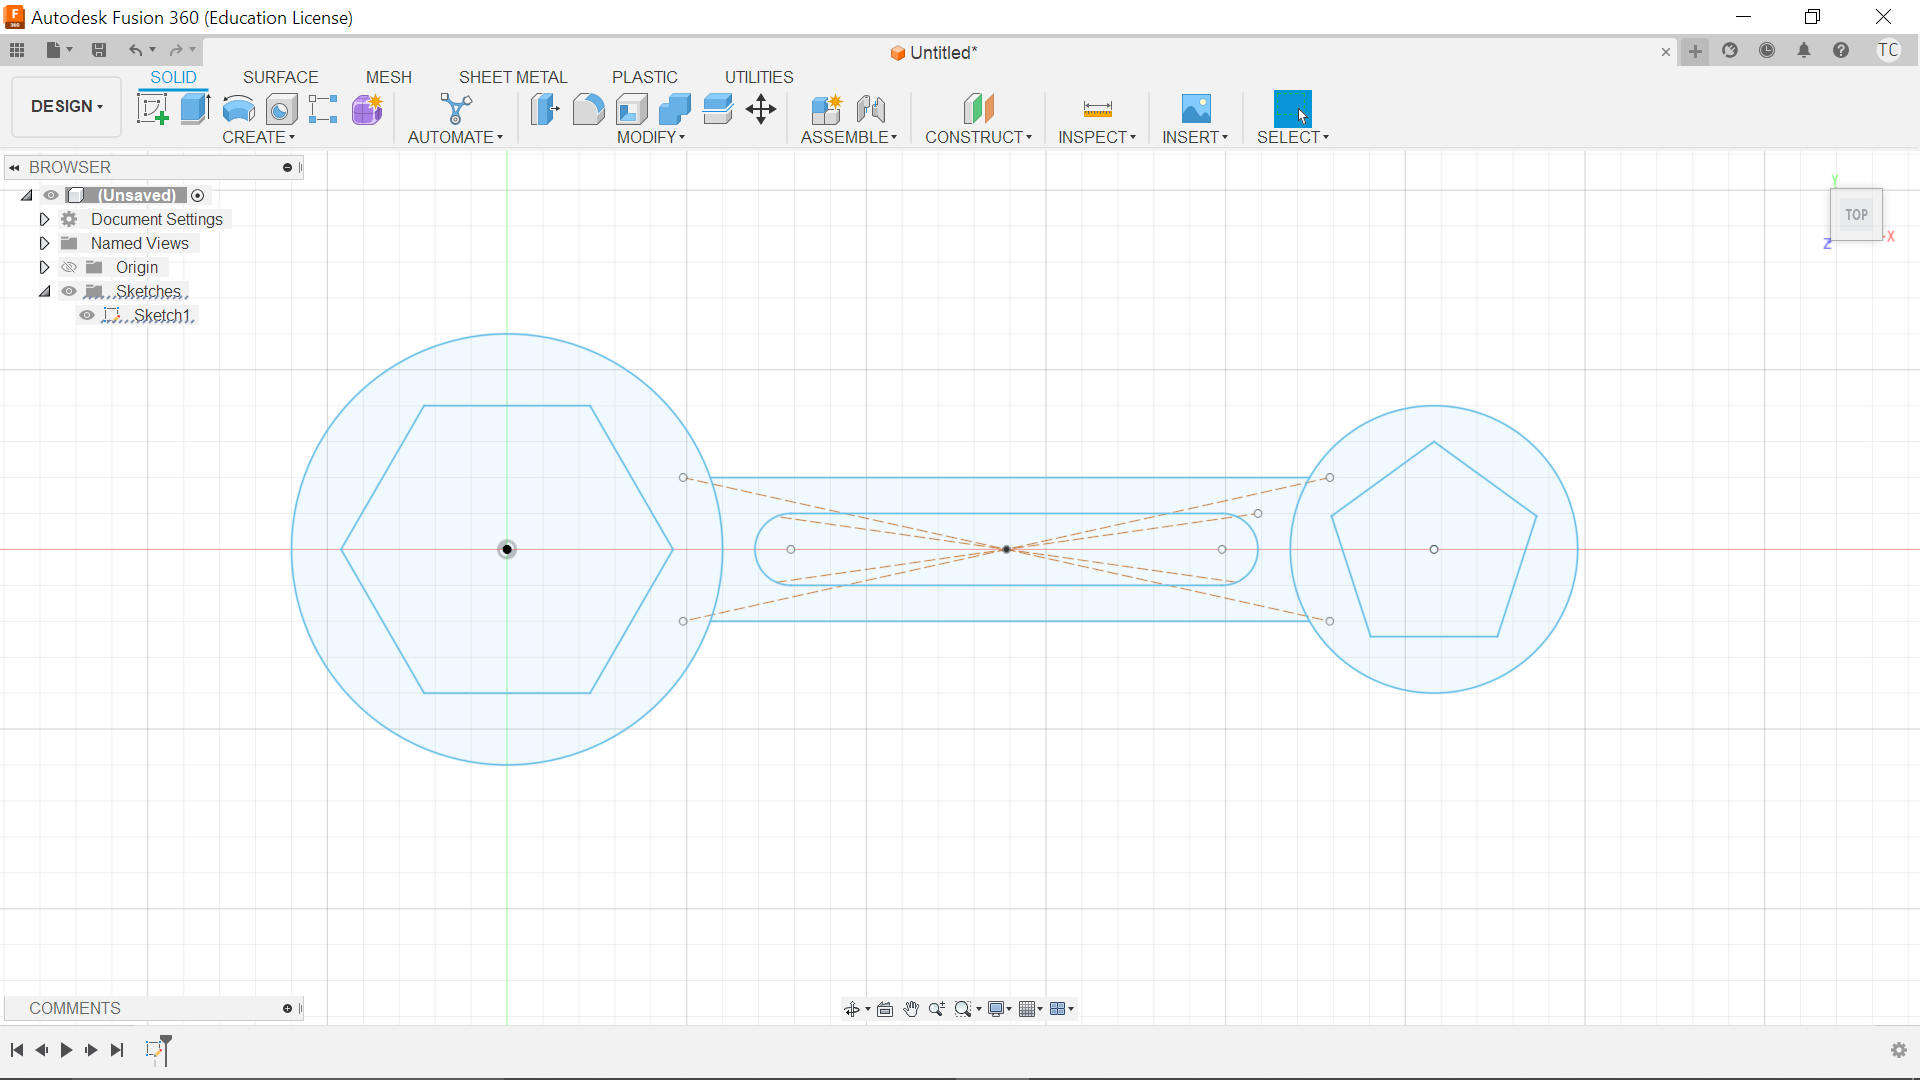 Autodesk Fusion 360 (Education License)
Untitled*
TC
SOLID SURFACE MESH SHEET METAL PLASTIC UTILITIES
DESIGN
CREATE AUTOMATE MODIFY ASSEMBLE CONSTRUCT INSPECT INSERT SELECT
BROWSER
(Unsaved)
Document Settings
Named Views
Origin
Sketches
Sketch1
Y
TOP
X
Z
COMMENTS